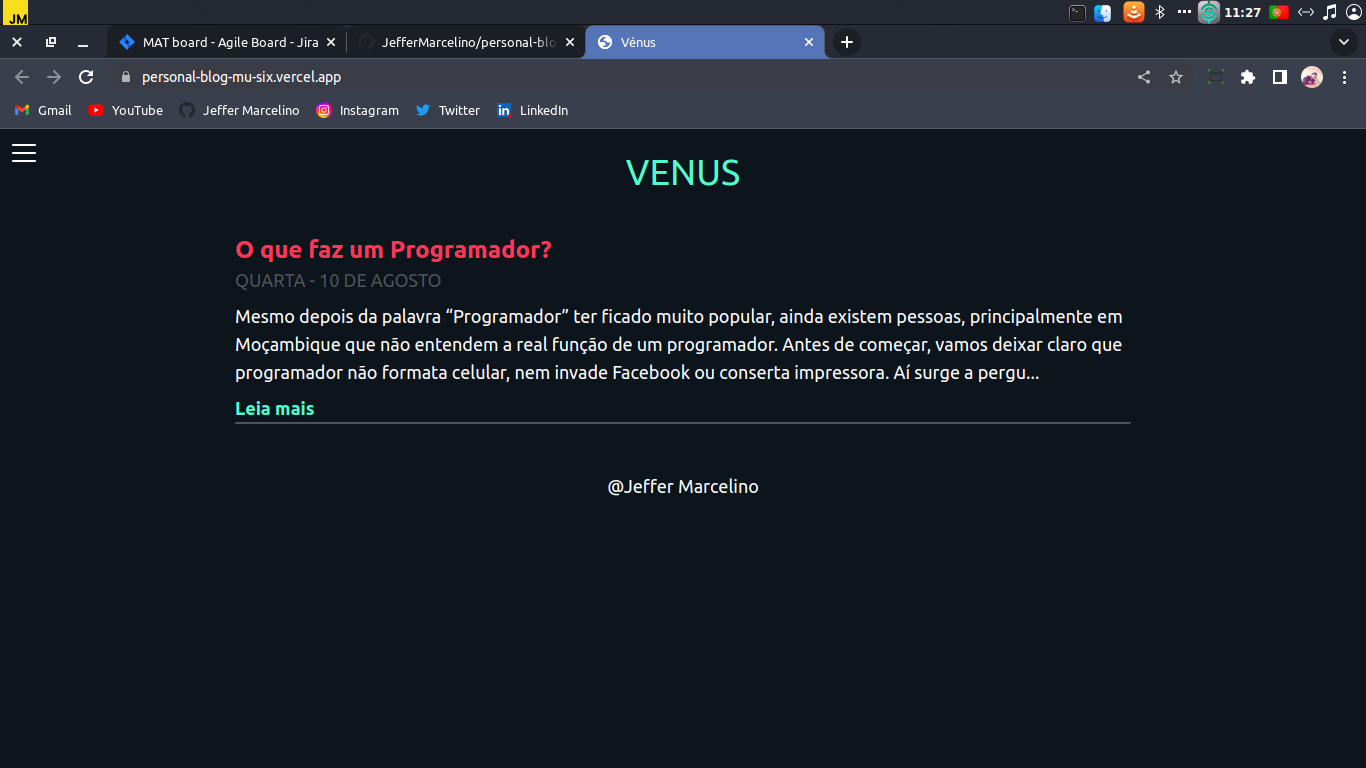 JM
11:27
MAT board - Agile Board - Jira
JefferMarcelino/personal-blo
Vénus
personal-blog-mu-six.vercel.app
Gmail
YouTube
Jeffer Marcelino
Instagram
Twitter
LinkedIn
VENUS
O que faz um Programador?
QUARTA - 10 DE AGOSTO
Mesmo depois da palavra “Programador” ter ficado muito popular, ainda existem pessoas, principalmente em
Moçambique que não entendem a real função de um programador. Antes de começar, vamos deixar claro que
programador não formata celular, nem invade Facebook ou conserta impressora. Aí surge a pergu...
Leia mais
@Jeffer Marcelino